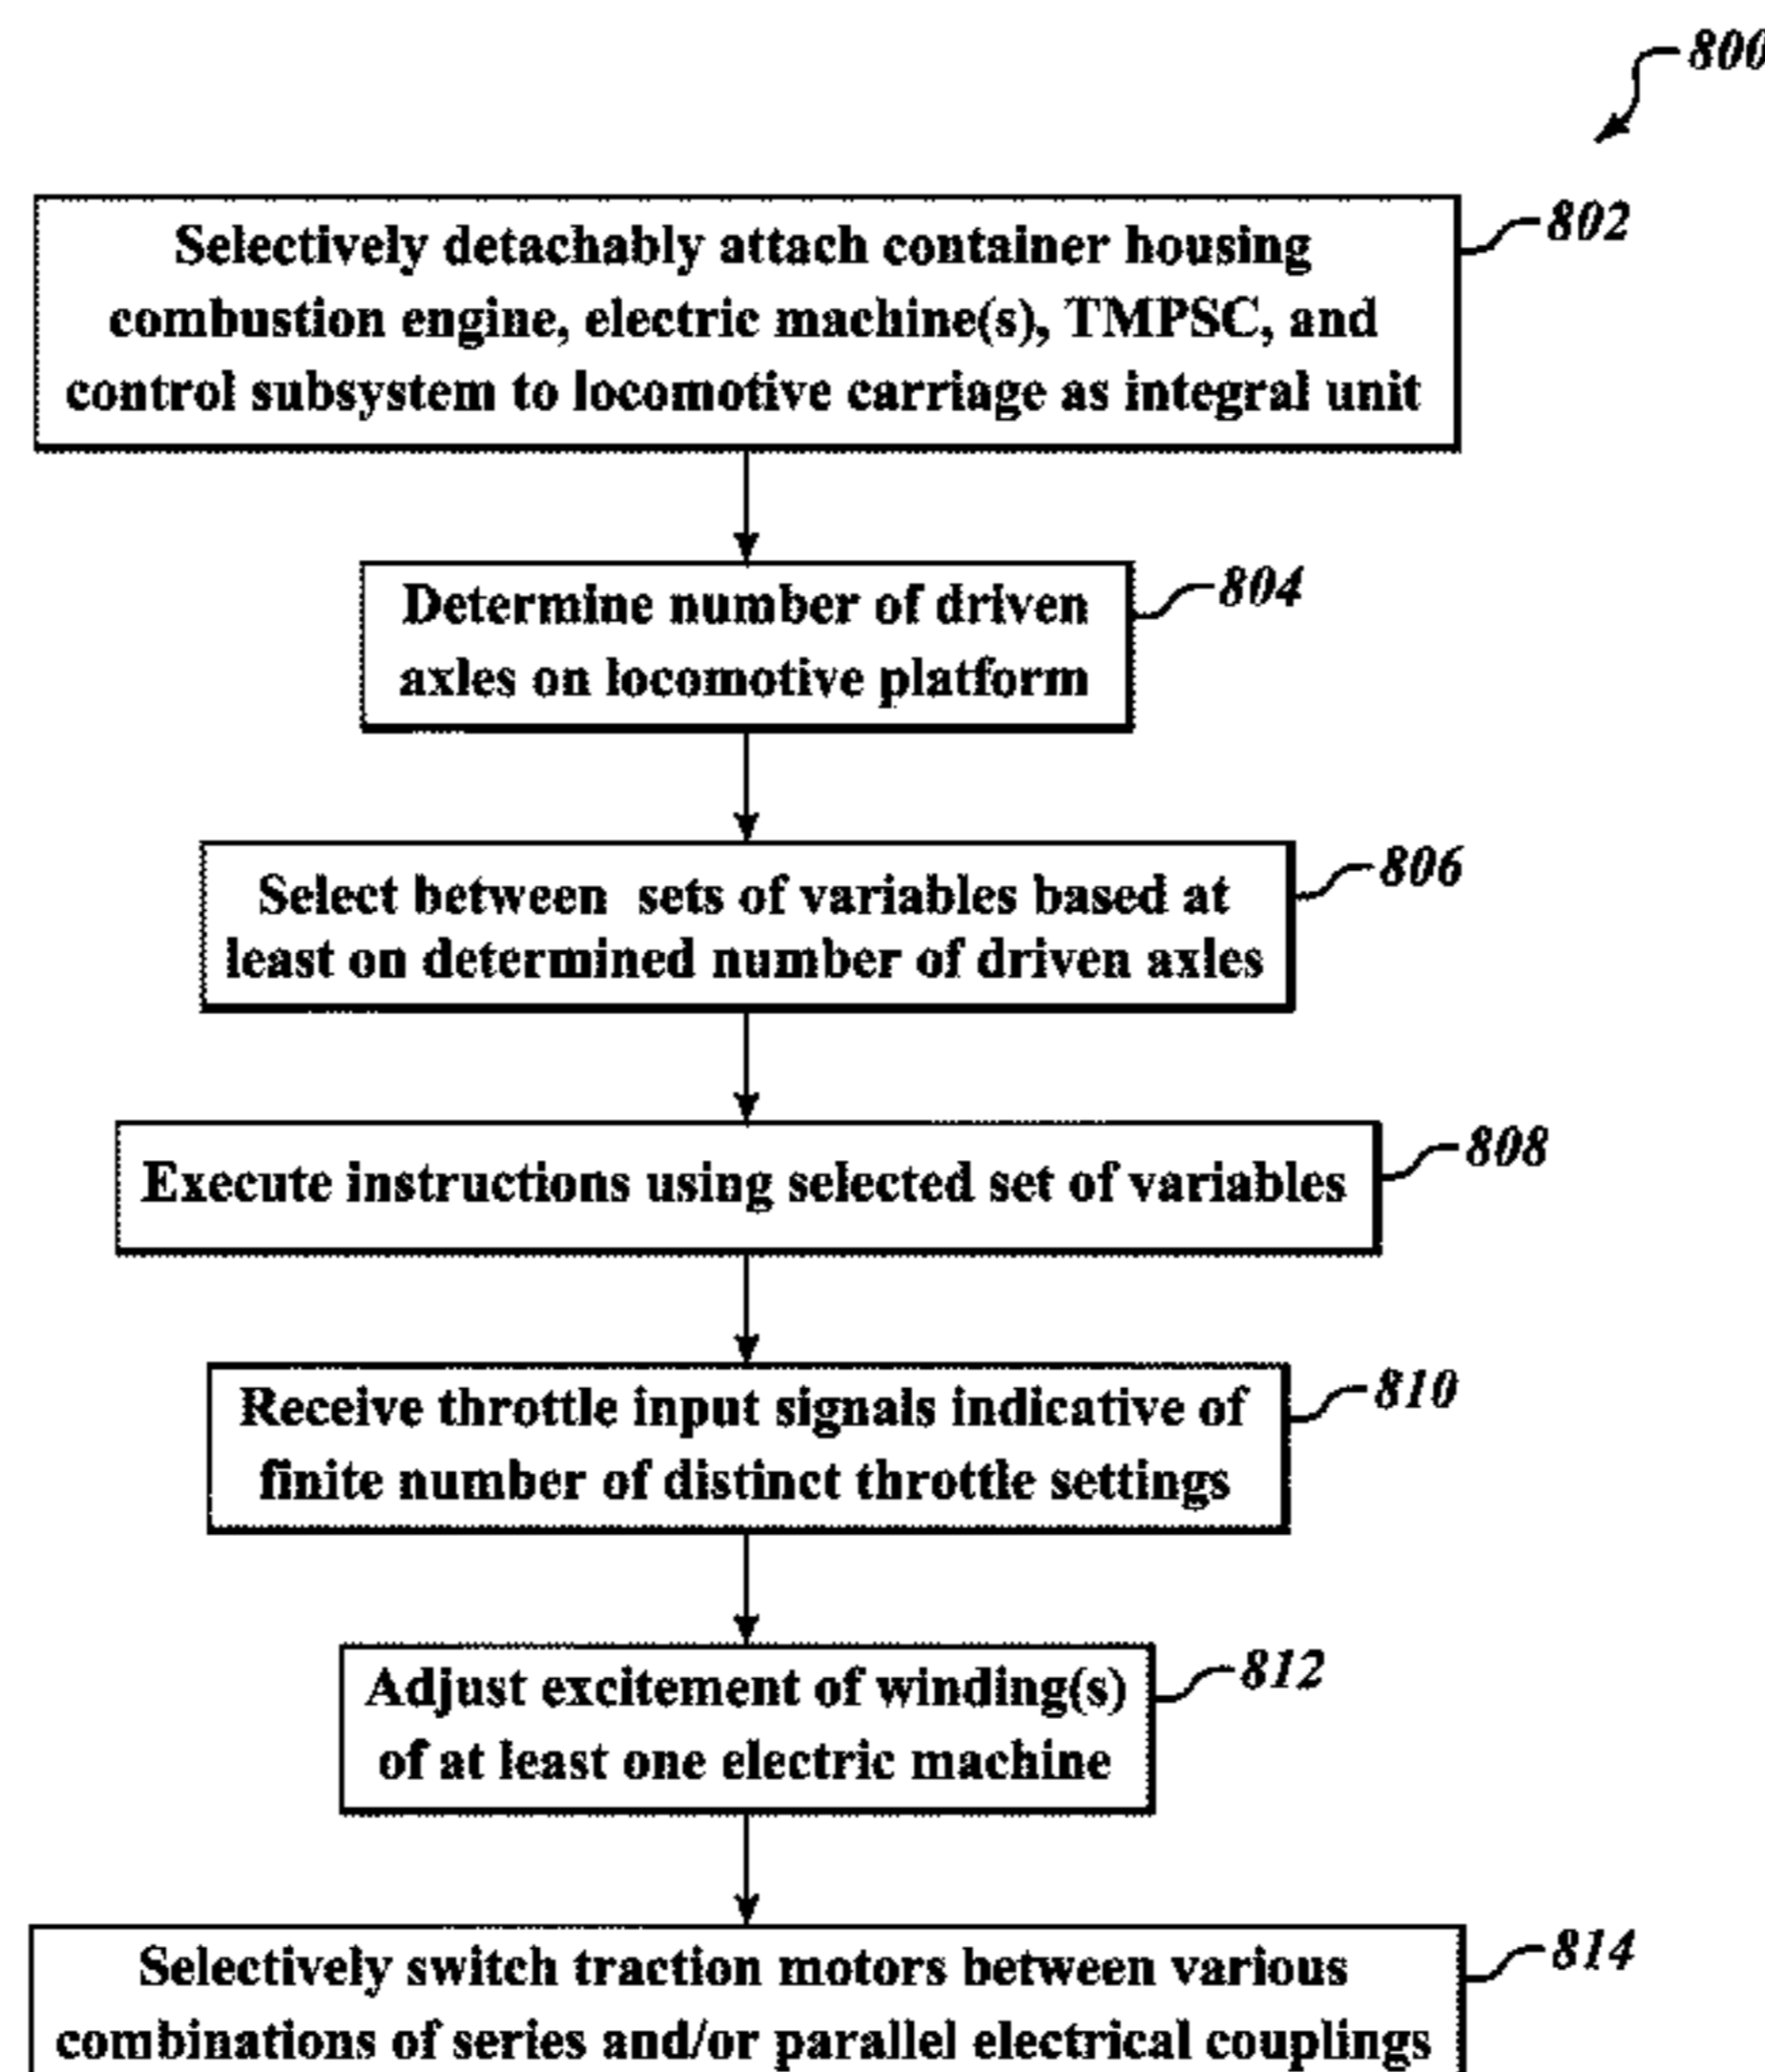 800
Selectively detachably attach container housing
combustion engine, electric machine(s), TMPSC, and
control subsystem to locomotive carriage as integral unit
802
Determine number of driven
axles on locomotive platform
804
Select between sets of variables based at
least on determined number of driven axles
806
Execute instructions using selected set of variables
808
Receive throttle input signals indicative of
finite number of distinct throttle settings
810
Adjust excitement of winding(s)
of at least one electric machine
812
Selectively switch traction motors between various
combinations of series and/or parallel electrical couplings
814